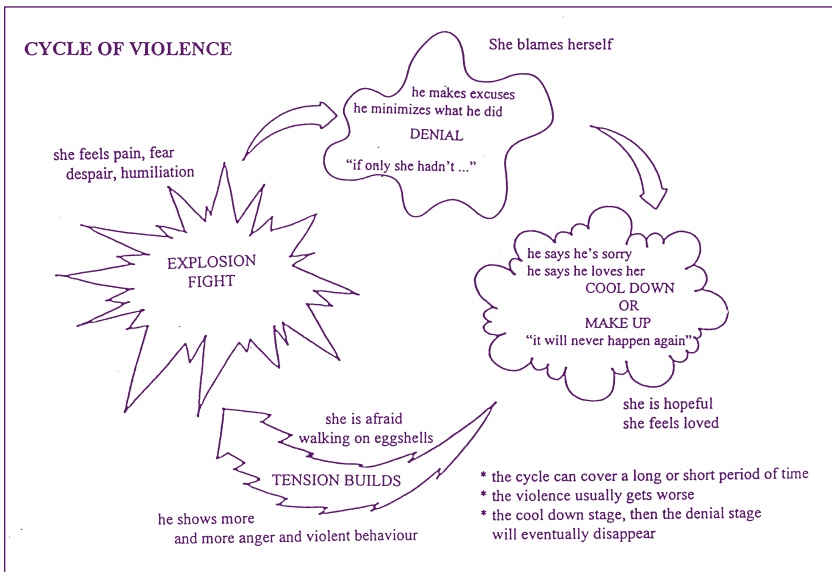 CYCLE OF VIOLENCE
She blames herself
he makes excuses
he minimizes what he did
DENIAL
"if only she hadn't ..."
she feels pain, fear
despair, humiliation
EXPLOSION
FIGHT
he says he's sorry
he says he loves her
COOL DOWN
OR
MAKE UP
"it will never happen again"
she is hopeful
she feels loved
she is afraid
walking on eggshells
TENSION BUILDS
he shows more
and more anger and violent behaviour
* the cycle can cover a long or short period of time
* the violence usually gets worse
* the cool down stage, then the denial stage
will eventually disappear